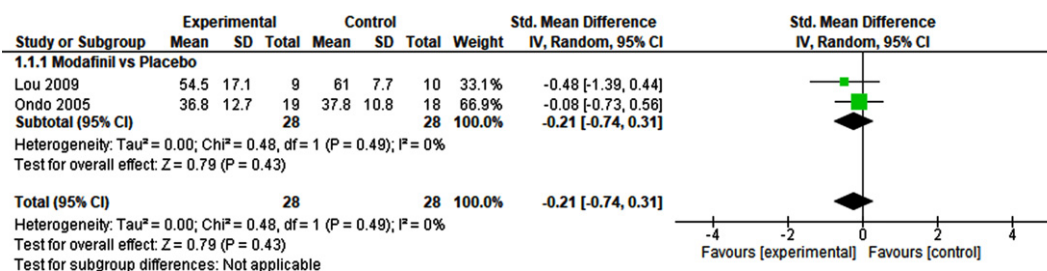 Experimental Control Std. Mean Difference Std. Mean Difference
Study or Subgroup Mean SD Total Mean SD Total Weight IV, Random, 95% CI IV, Random, 95% CI
1.1.1 Modafinil vs Placebo
Lou 2009 54.5 17.1 9 61 7.7 10 33.1% -0.48 [-1.39, 0.44]
Ondo 2005 36.8 12.7 19 37.8 10.8 18 66.9% -0.08 [-0.73, 0.56]
Subtotal (95% CI) 28 28 100.0% -0.21 [-0.74, 0.31]
Heterogeneity: Tau² = 0.00; Chi² = 0.48, df = 1 (P = 0.49); I² = 0%
Test for overall effect: Z = 0.79 (P = 0.43)
Total (95% CI) 28 28 100.0% -0.21 [-0.74, 0.31]
Heterogeneity: Tau² = 0.00; Chi² = 0.48, df = 1 (P = 0.49); I² = 0%
Test for overall effect: Z = 0.79 (P = 0.43)
Test for subgroup differences: Not applicable
-4 -2 0 2 4
Favours [experimental] Favours [control]